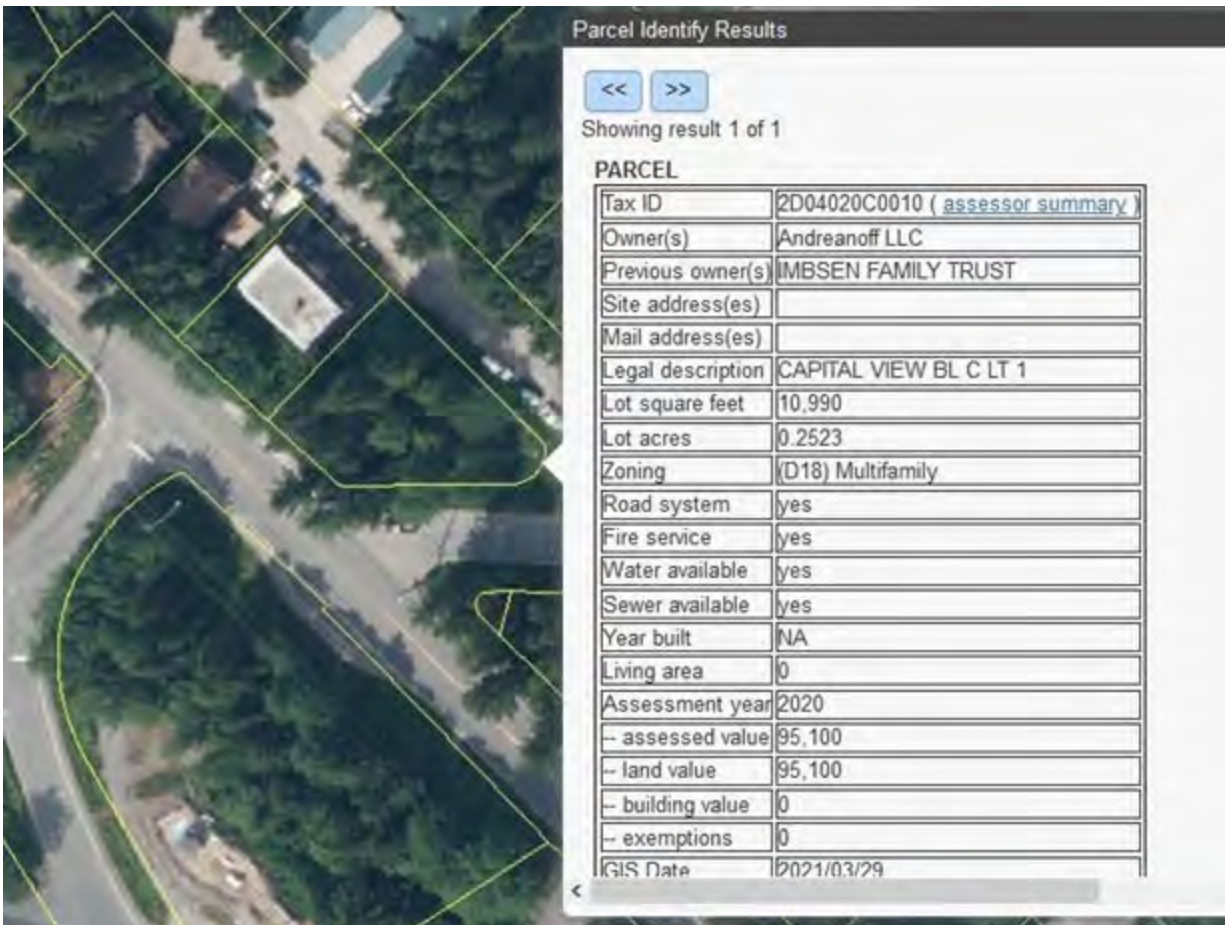 Parcel Identify Results
<< >>
Showing result 1 of 1
PARCEL
Tax ID 2D04020C0010 ( assessor summary )
Owner(s) Andreanoff LLC
Previous owner(s) IMBSEN FAMILY TRUST
Site address(es)
Mail address(es)
Legal description CAPITAL VIEW BL C LT 1
Lot square feet 10,990
Lot acres 0.2523
Zoning (D18) Multifamily
Road system yes
Fire service yes
Water available yes
Sewer available yes
Year built NA
Living area 0
Assessment year 2020
-- assessed value 95,100
-- land value 95,100
-- building value 0
-- exemptions 0
GIS Date 2021/03/29
<